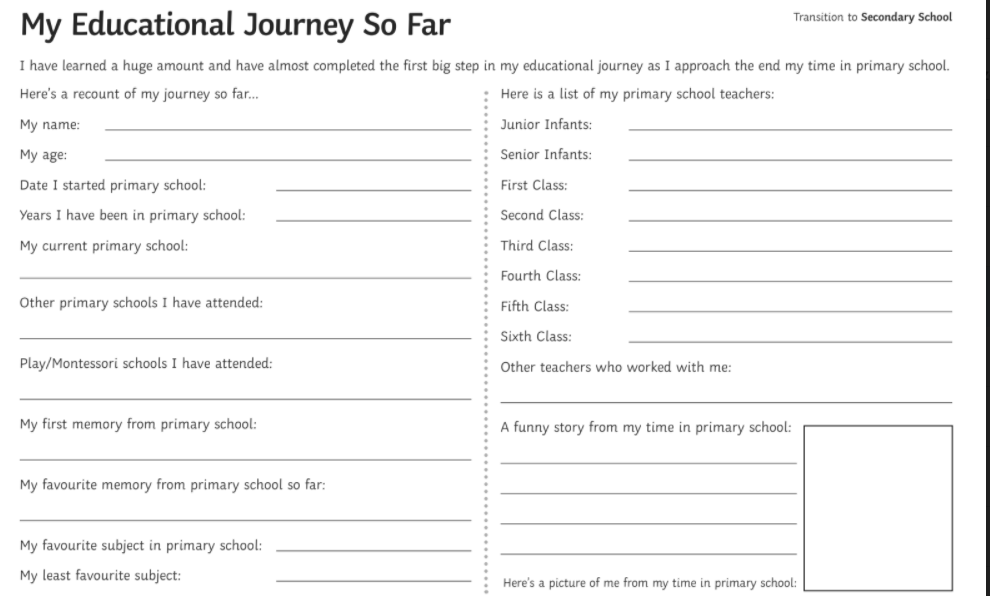 My Educational Journey So Far
Transition to Secondary School
I have learned a huge amount and have almost completed the first big step in my educational journey as I approach the end my time in primary school.
Here's a recount of my journey so far...
My name:
My age:
Date I started primary school:
Years I have been in primary school:
My current primary school:
Other primary schools I have attended:
Play/Montessori schools I have attended:
My first memory from primary school:
My favourite memory from primary school so far:
My favourite subject in primary school:
My least favourite subject:
Here is a list of my primary school teachers:
Junior Infants:
Senior Infants:
First Class:
Second Class:
Third Class:
Fourth Class:
Fifth Class:
Sixth Class:
Other teachers who worked with me:
A funny story from my time in primary school:
Here's a picture of me from my time in primary school: